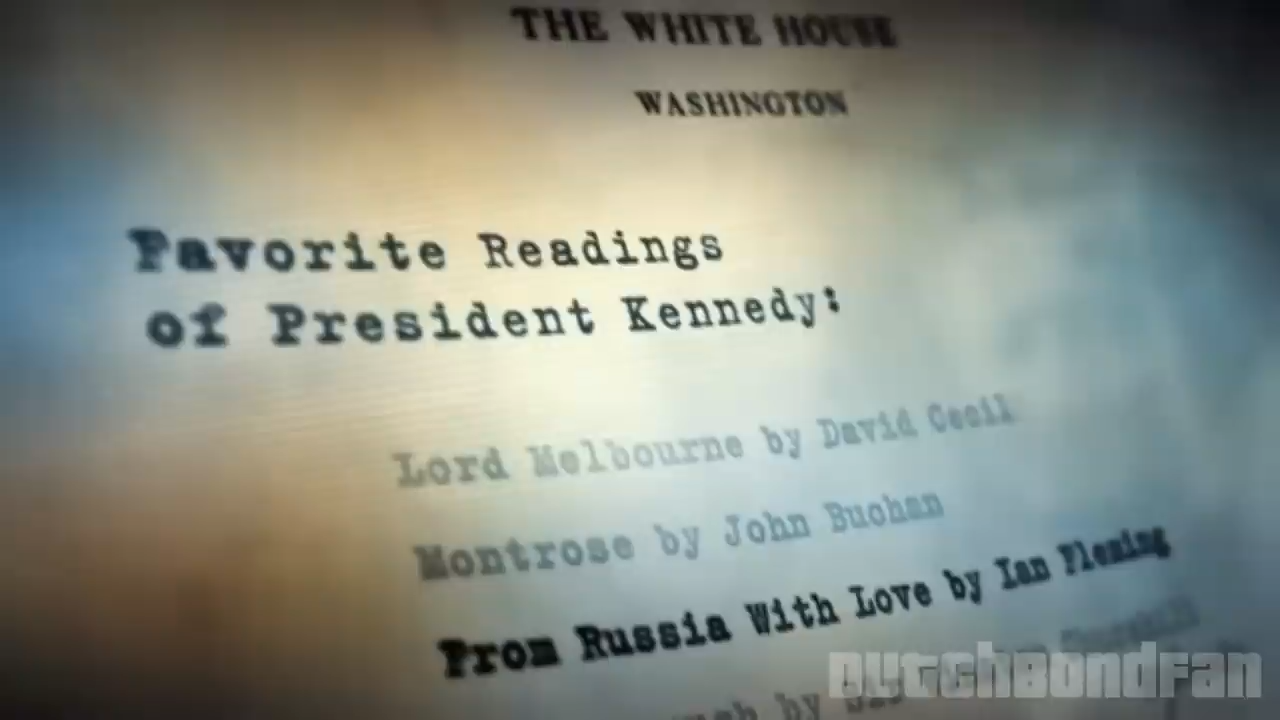 THE WHITE HOUSE
WASHINGTON
Favorite Readings
of President Kennedy:
Lord Melbourne by David Cecil
Montrose by John Buchan
From Russia With Love by Ian Fleming
by
DUTCHBONDFAN